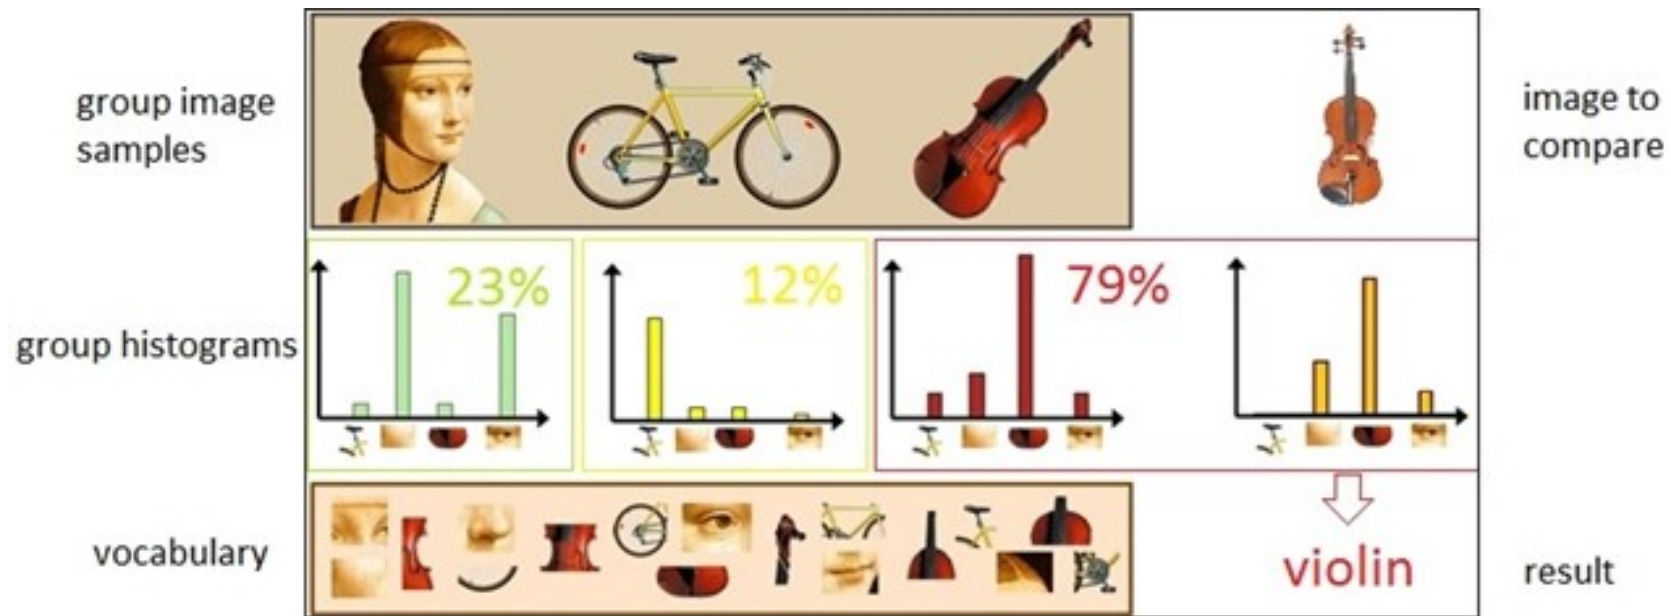 group image
samples
image to
compare
group histograms
23%
12%
79%
vocabulary
violin
result